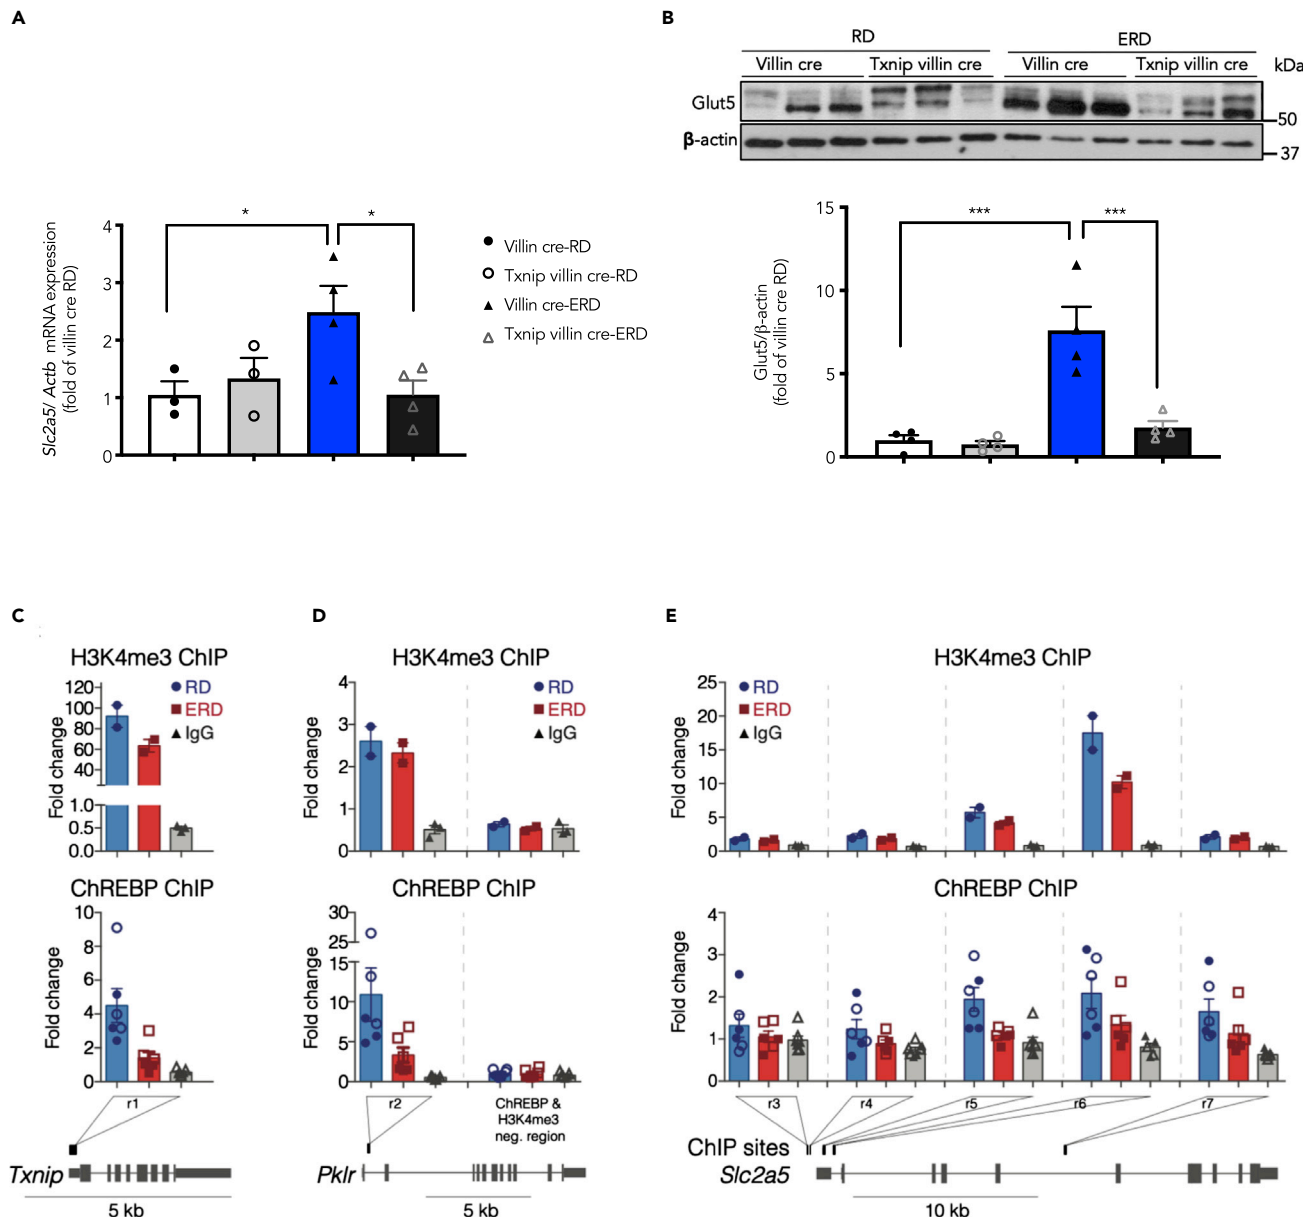 A
B
RD
ERD
Villin cre
Txnip villin cre
Villin cre
Txnip villin cre
kDa
Glut5
50
β-actin
37
Slc2a5/ Actb mRNA expression
(fold of villin cre RD)
4
3
2
1
0
*
*
Villin cre-RD
Txnip villin cre-RD
Villin cre-ERD
Txnip villin cre-ERD
Glut5/β-actin
(fold of villin cre RD)
15
10
5
0
***
***
C
D
E
H3K4me3 ChIP
Fold change
120
100
80
60
40
1.0
0.5
0.0
RD
ERD
IgG
ChREBP ChIP
Fold change
10
8
6
4
2
0
r1
Txnip
5 kb
H3K4me3 ChIP
Fold change
4
3
2
1
0
RD
ERD
IgG
ChREBP ChIP
Fold change
30
25
15
10
5
0
r2
ChREBP &
H3K4me3
neg. region
Pklr
5 kb
H3K4me3 ChIP
Fold change
25
20
15
10
5
0
RD
ERD
IgG
ChREBP ChIP
Fold change
4
3
2
1
0
r3
r4
r5
r6
r7
ChIP sites
Slc2a5
10 kb